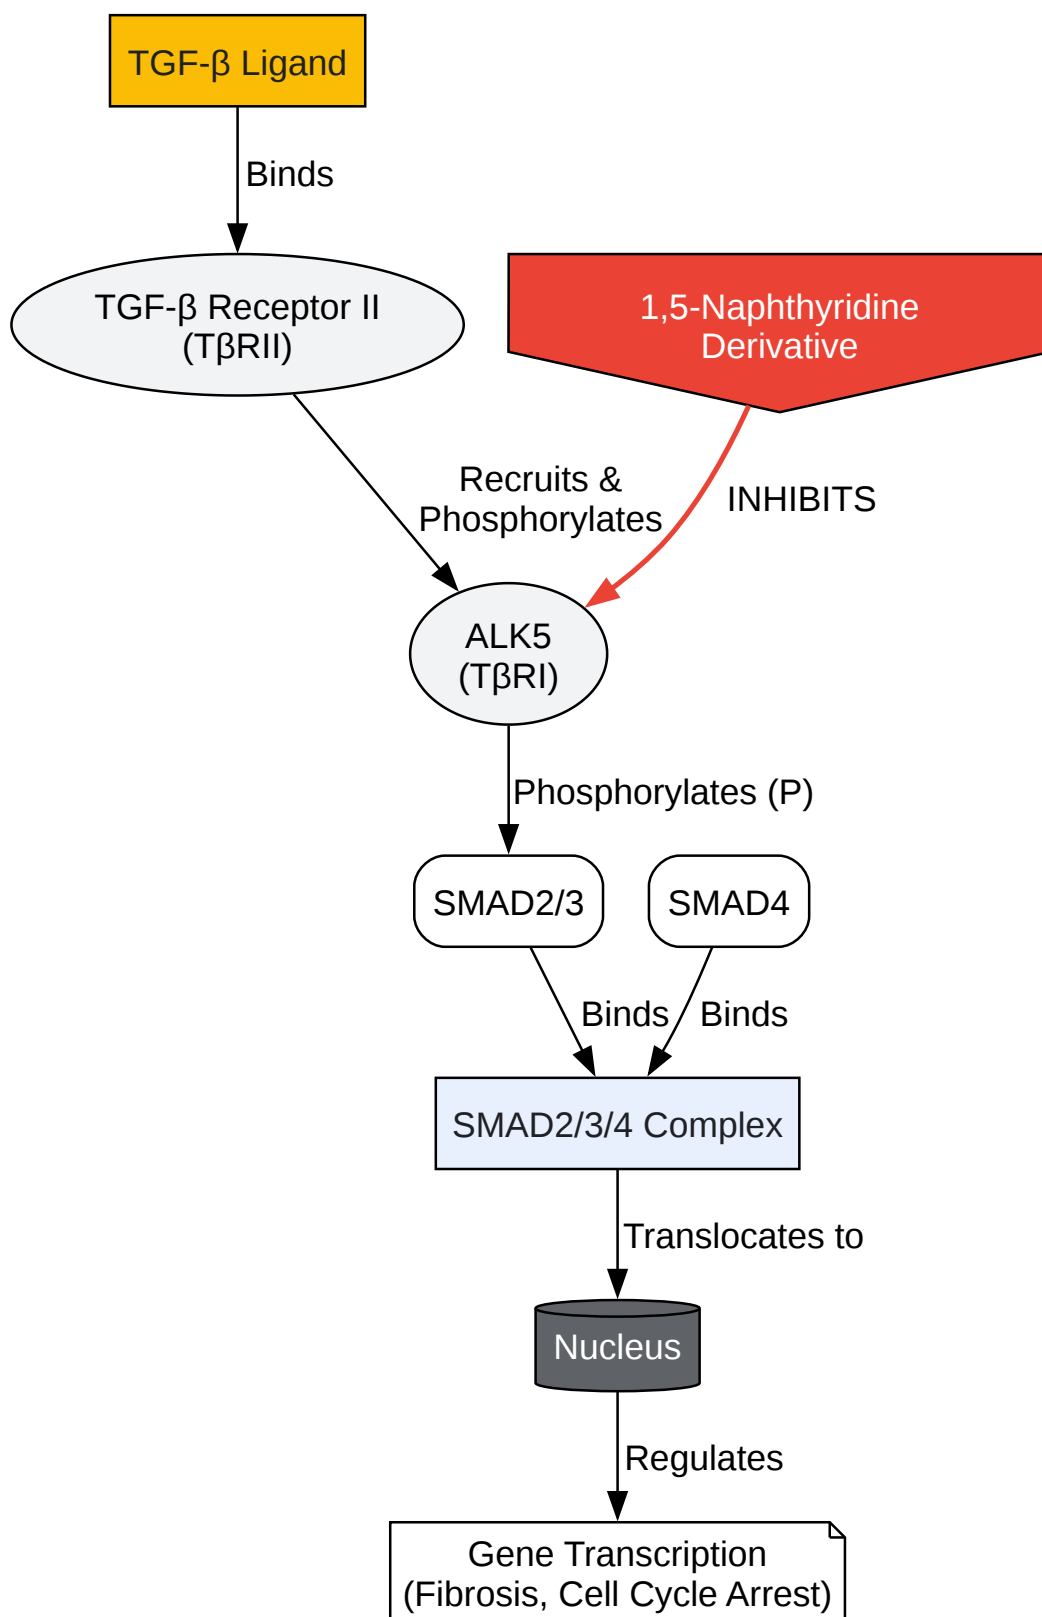 TGF-β Ligand
Binds
TGF-β Receptor II
(TβRII)
1,5-Naphthyridine
Derivative
Recruits &
Phosphorylates
INHIBITS
ALK5
(TβRI)
Phosphorylates (P)
SMAD2/3
SMAD4
Binds
Binds
SMAD2/3/4 Complex
Translocates to
Nucleus
Regulates
Gene Transcription
(Fibrosis, Cell Cycle Arrest)